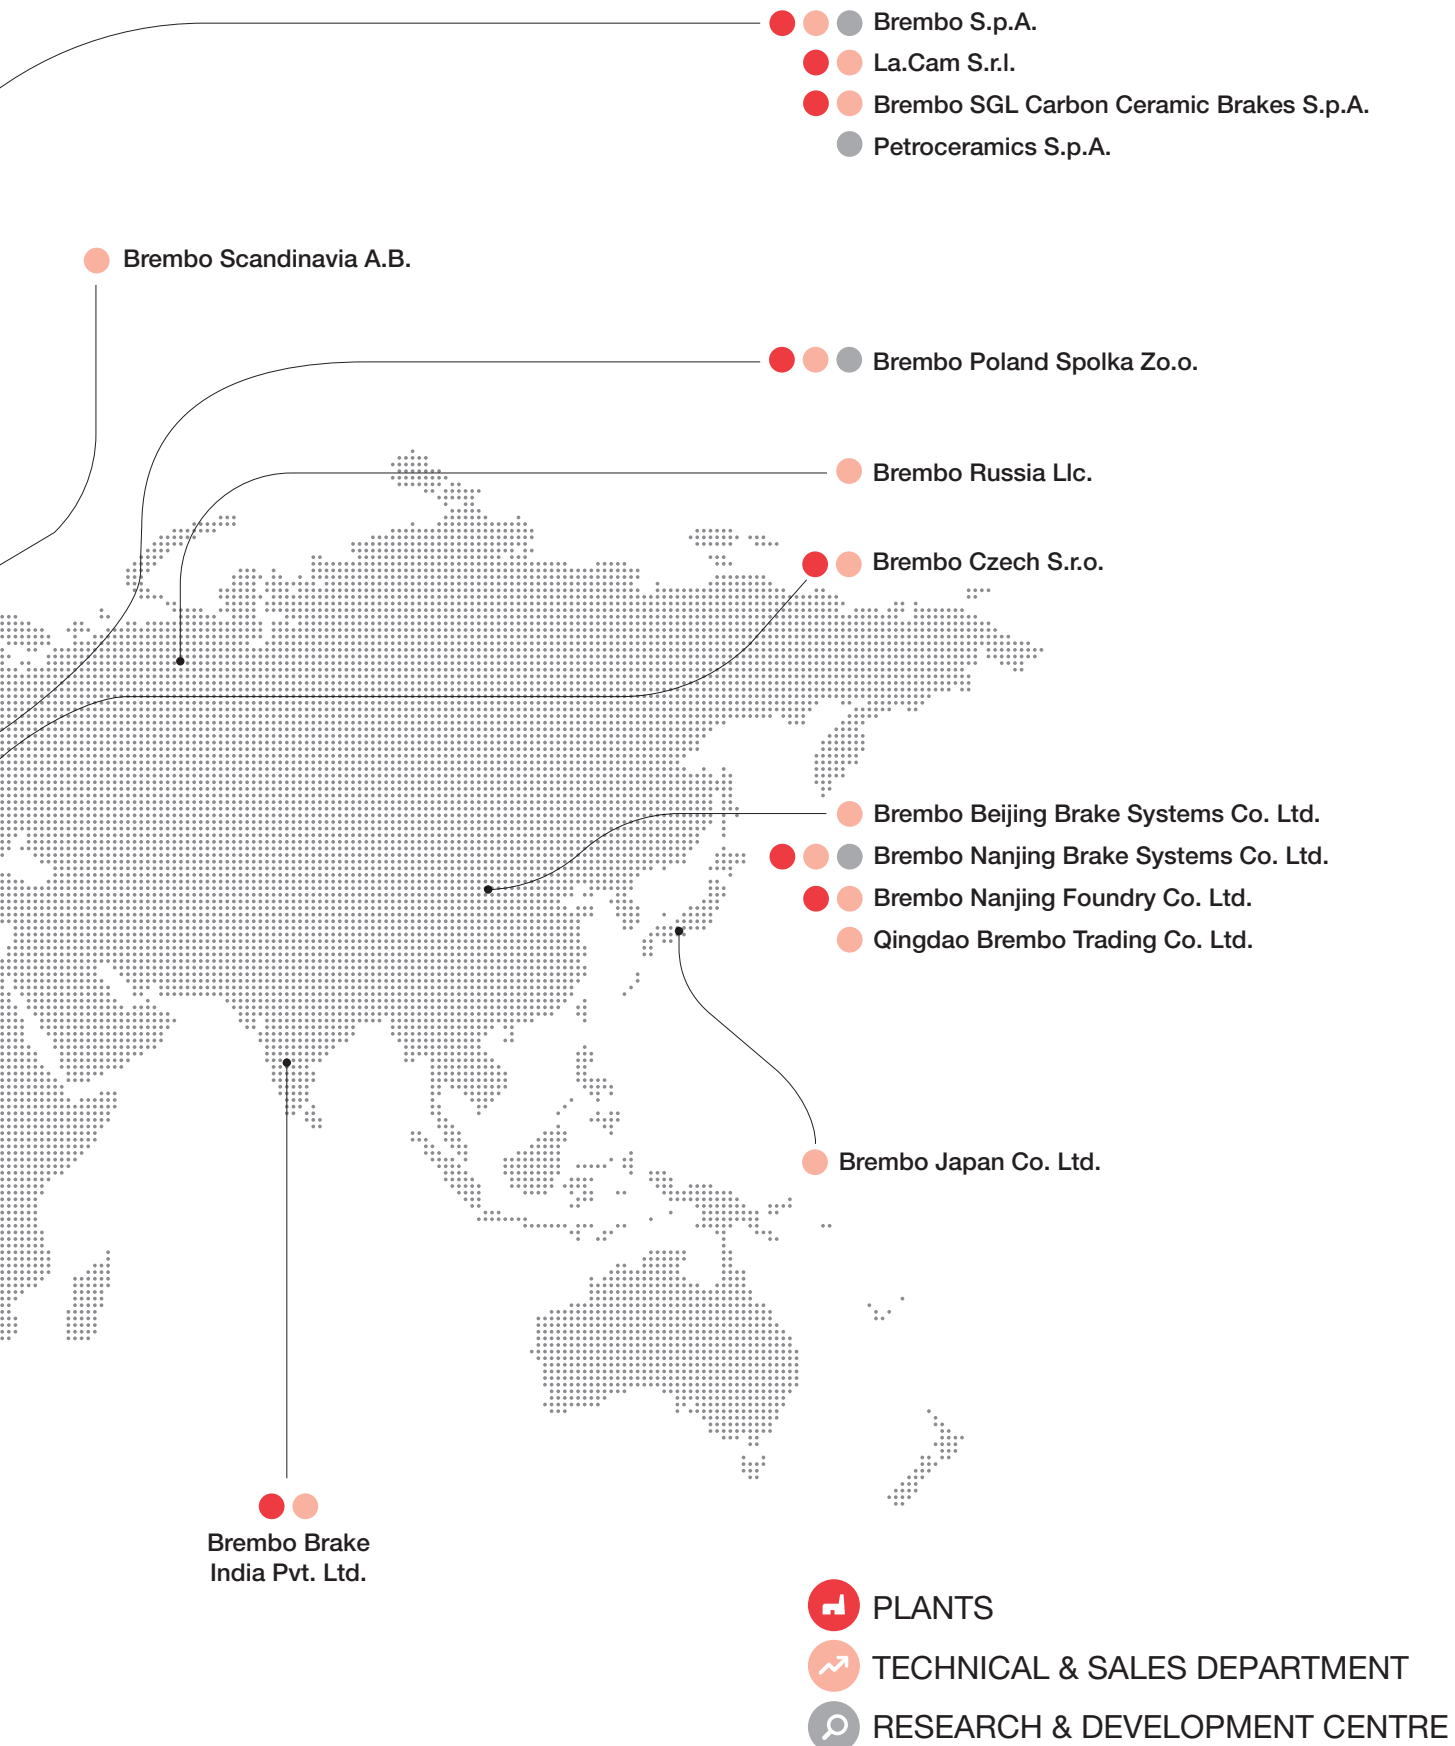 Brembo S.p.A.
La.Cam S.r.l.
Brembo SGL Carbon Ceramic Brakes S.p.A.
Petroceramics S.p.A.
Brembo Scandinavia A.B.
Brembo Poland Spolka Zo.o.
Brembo Russia Llc.
Brembo Czech S.r.o.
Brembo Beijing Brake Systems Co. Ltd.
Brembo Nanjing Brake Systems Co. Ltd.
Brembo Nanjing Foundry Co. Ltd.
Qingdao Brembo Trading Co. Ltd.
Brembo Japan Co. Ltd.
Brembo Brake
India Pvt. Ltd.
PLANTS
TECHNICAL & SALES DEPARTMENT
RESEARCH & DEVELOPMENT CENTRE